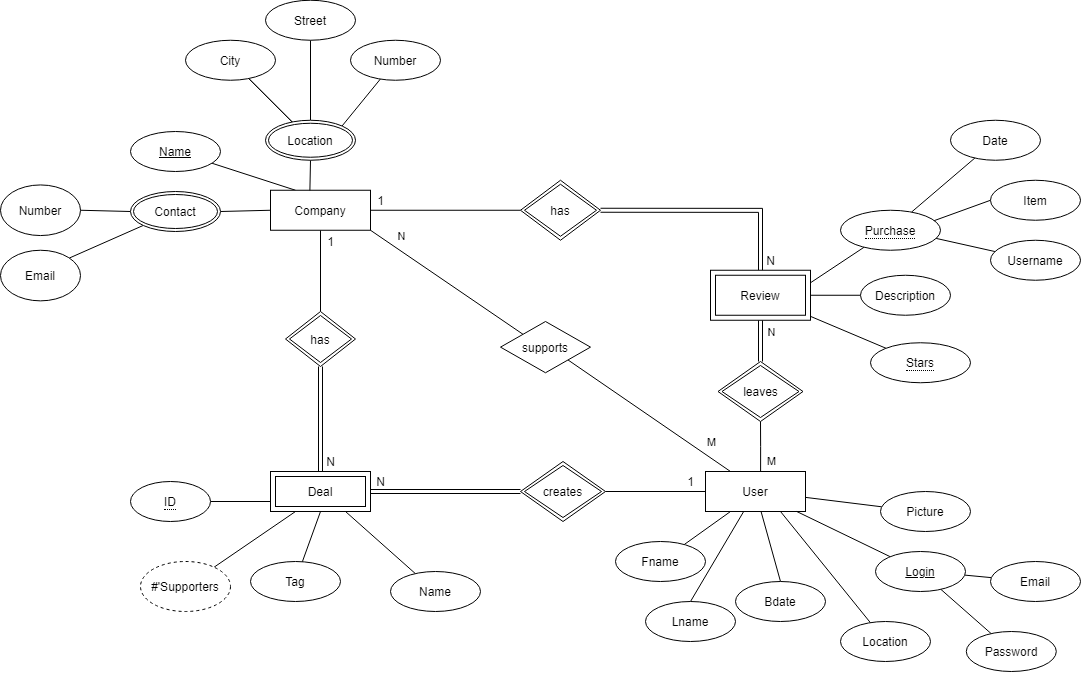 Street
City
Number
Location
Name
Date
Number
Contact
Company
1
has
Item
Purchase
Username
1
N
Email
N
Review
Description
N
has
supports
Stars
leaves
M
N
M
ID
N
Deal
creates
1
User
Picture
#'Supporters
Tag
Name
Fname
Login
Email
Bdate
Lname
Location
Password